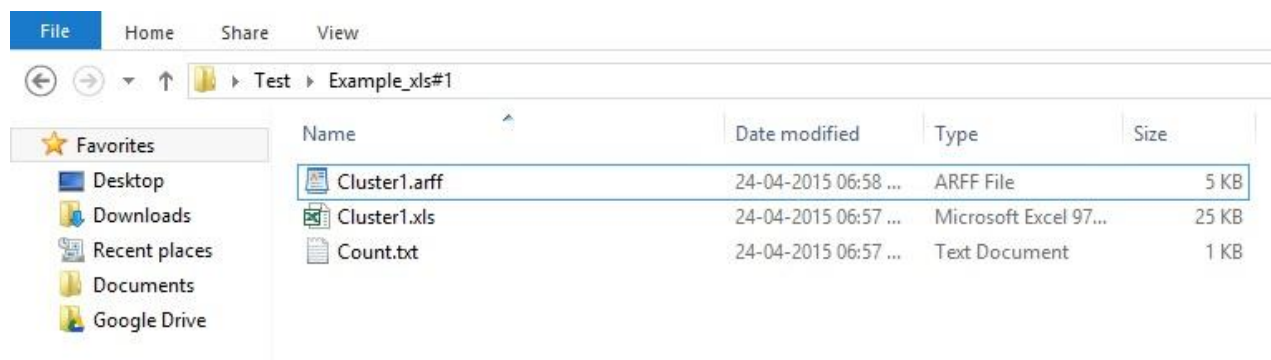 File Home Share View
Test Example_xls#1
Favorites
Desktop
Downloads
Recent places
Documents
Google Drive
Name Date modified Type Size
Cluster1.arff 24-04-2015 06:58 ... ARFF File 5 KB
Cluster1.xls 24-04-2015 06:57 ... Microsoft Excel 97... 25 KB
Count.txt 24-04-2015 06:57 ... Text Document 1 KB